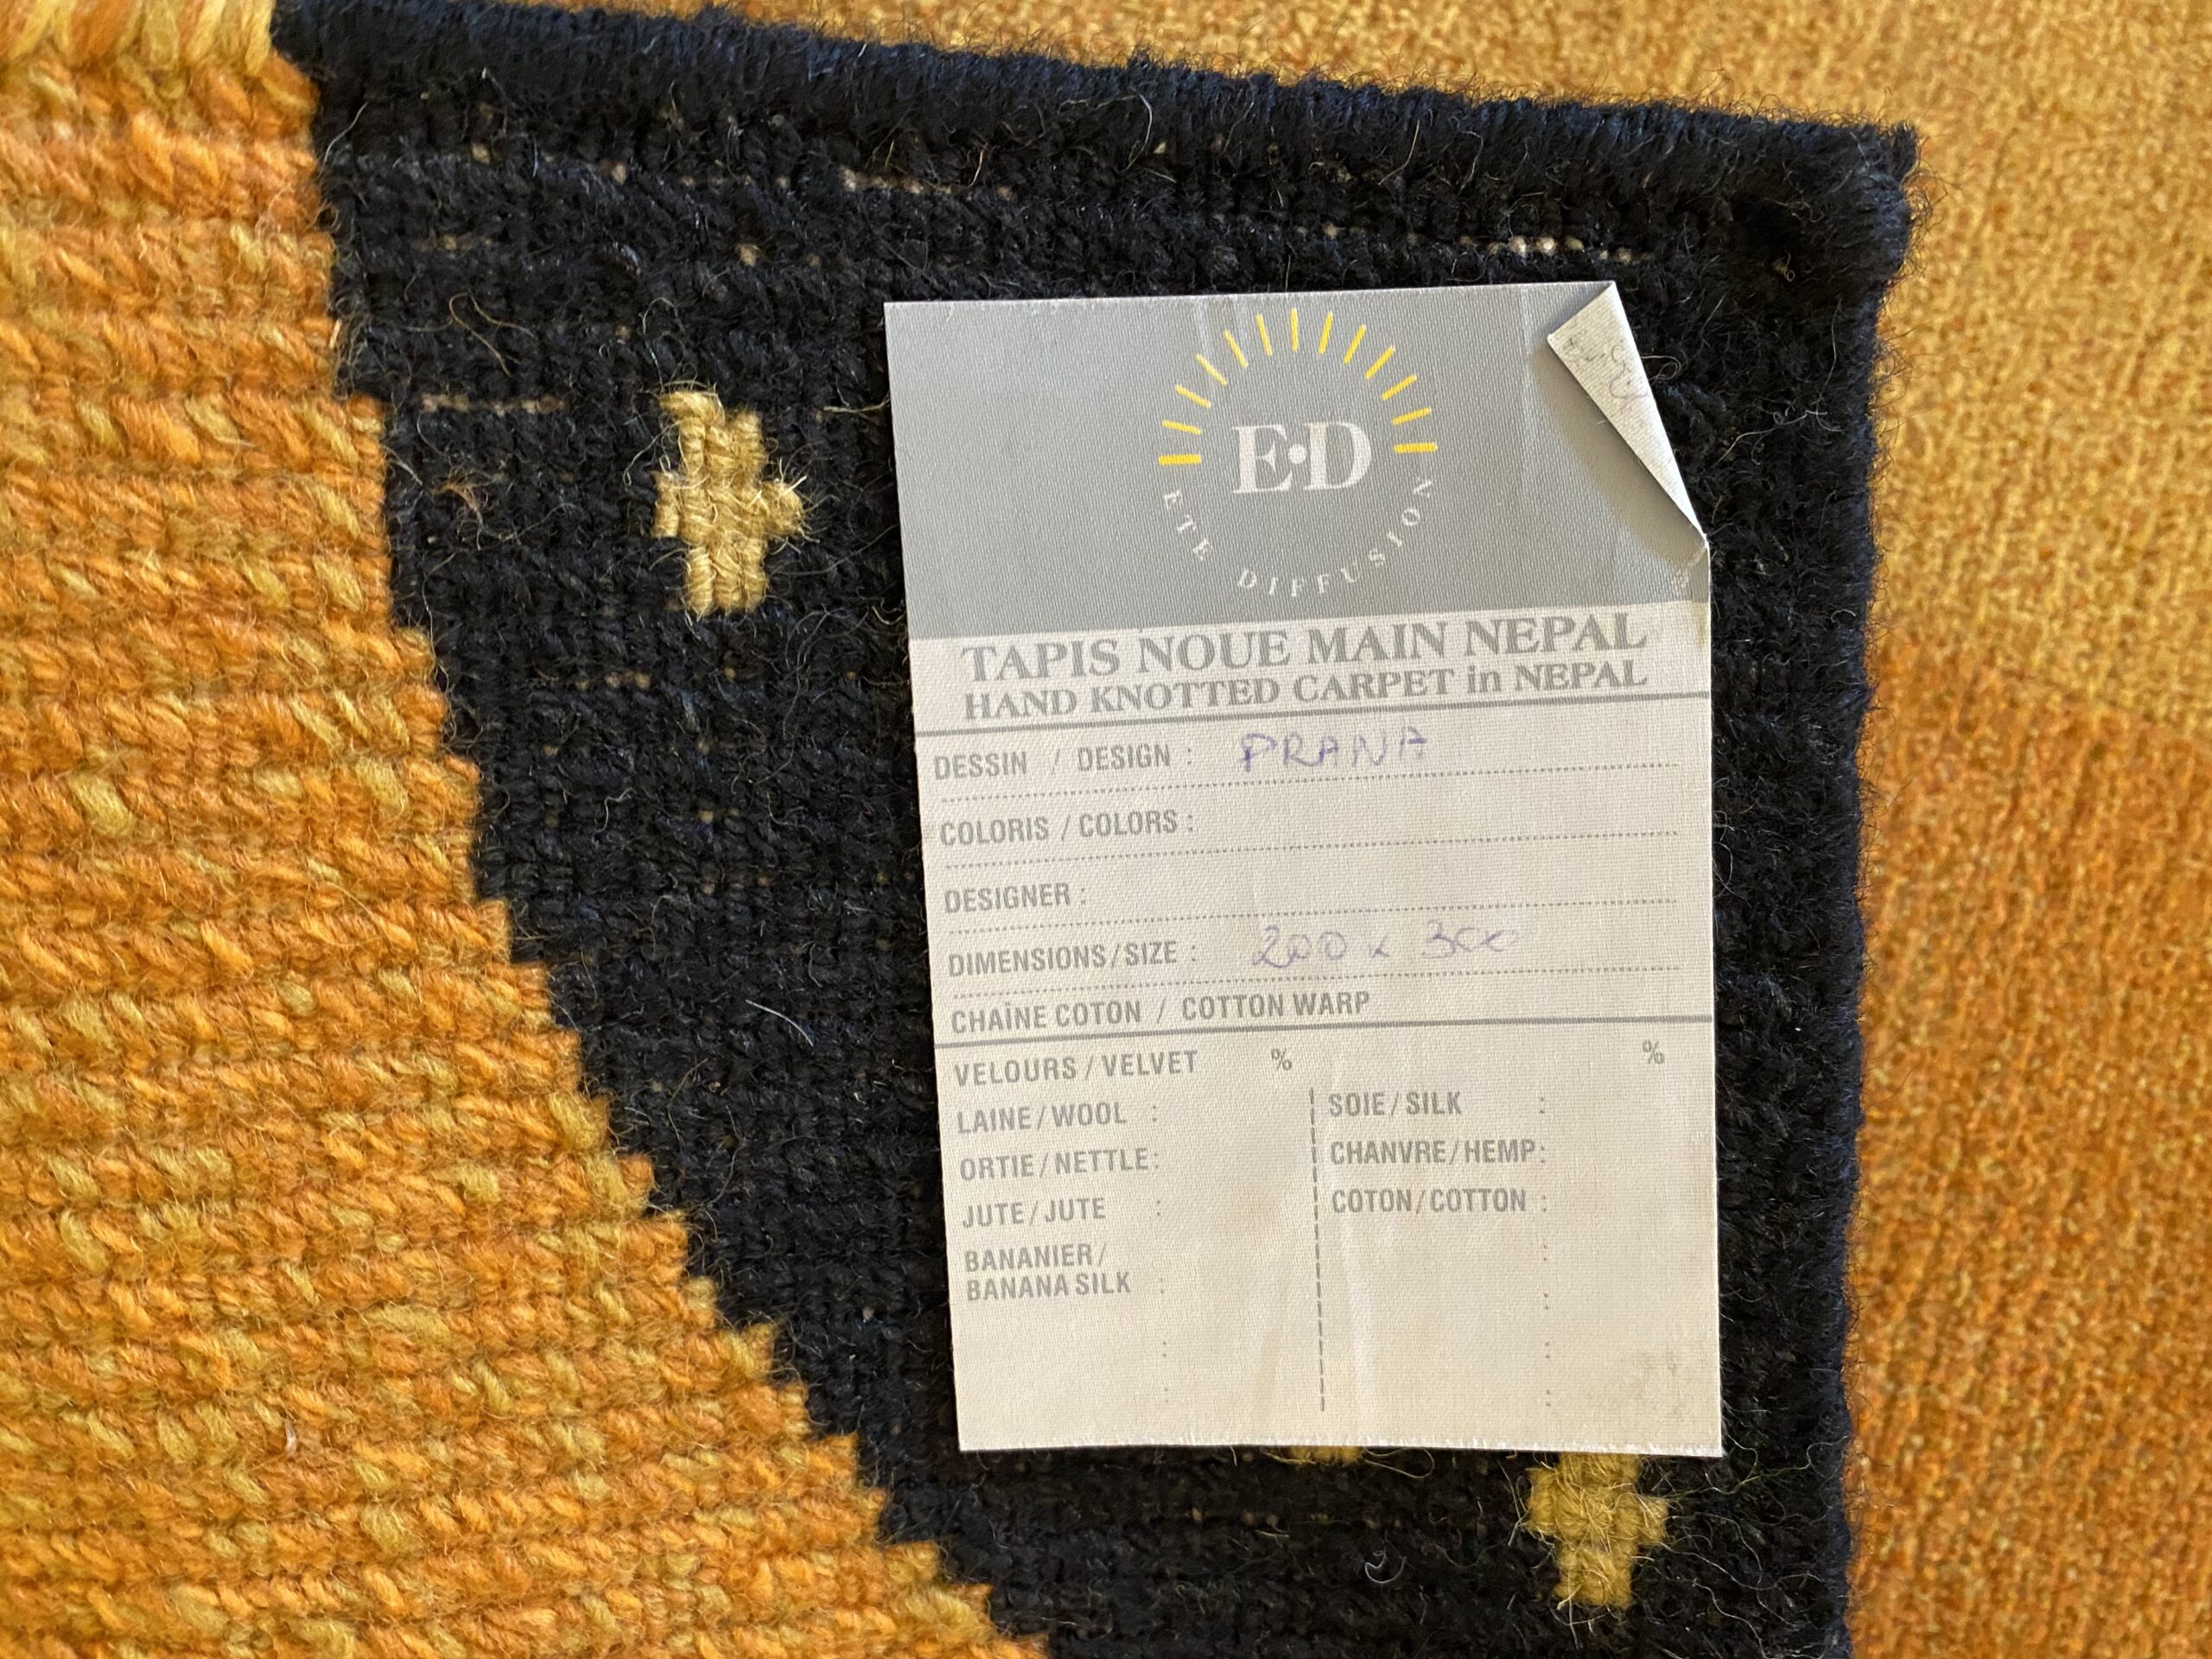 E•D
ETE DIFFUSION
TAPIS NOUE MAIN NEPAL
HAND KNOTTED CARPET in NEPAL
DESSIN / DESIGN : PRANA
COLORIS / COLORS :
DESIGNER :
DIMENSIONS/SIZE : 200 x 300
CHAÎNE COTON / COTTON WARP
VELOURS / VELVET % %
LAINE / WOOL : SOIE / SILK :
ORTIE / NETTLE : CHANVRE / HEMP :
JUTE / JUTE : COTON / COTTON :
BANANIER /
BANANA SILK :